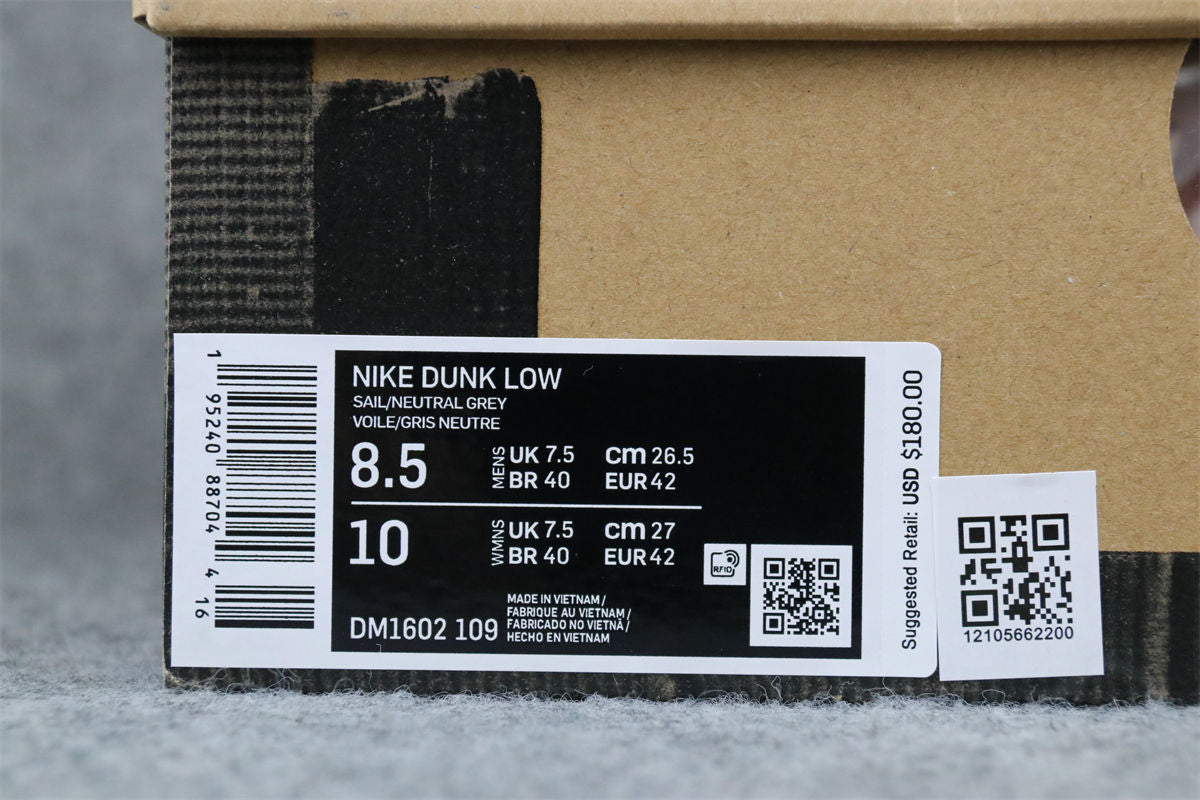 1 95240 88704 4 16
NIKE DUNK LOW
SAIL/NEUTRAL GREY
VOILE/GRIS NEUTRE
8.5
MENS
UK 7.5 cm 26.5
BR 40 EUR 42
10
WMNS
UK 7.5 cm 27
BR 40 EUR 42
RFID
DM1602 109
MADE IN VIETNAM /
FABRIQUE AU VIETNAM /
FABRICADO NO VIETNÃ /
HECHO EN VIETNAM
Suggested Retail: USD $180.00
12105662200